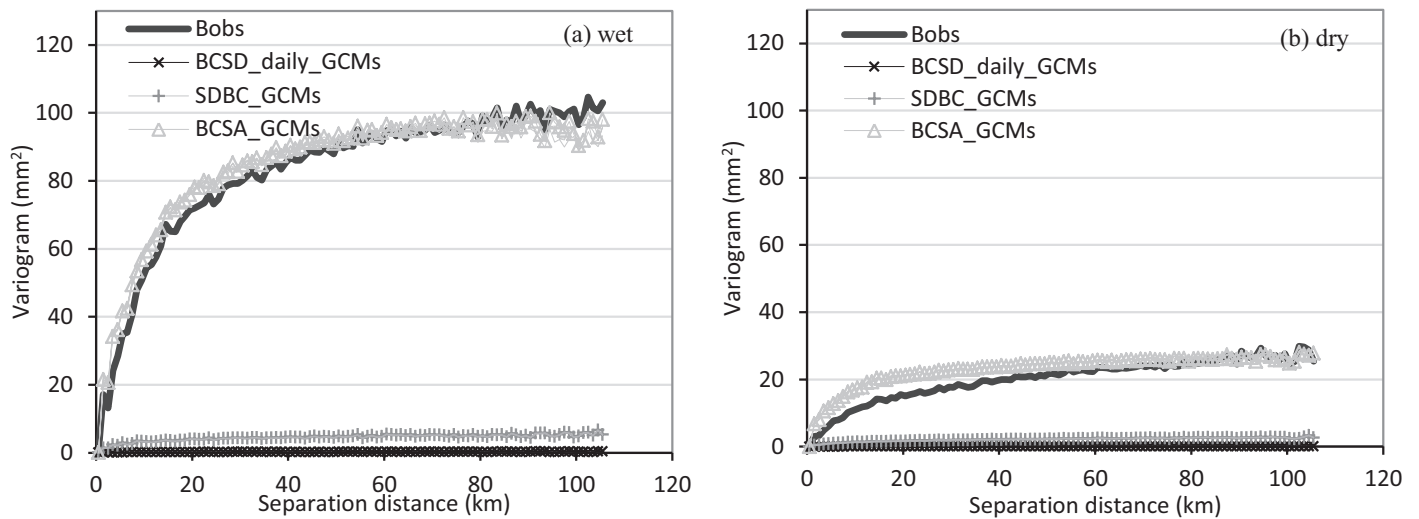 (a) wet
Bobs
BCSD_daily_GCMs
SDBC_GCMs
BCSA_GCMs
120
100
80
60
40
20
0
Variogram (mm²)
0 20 40 60 80 100 120
Separation distance (km)
(b) dry
Bobs
BCSD_daily_GCMs
SDBC_GCMs
BCSA_GCMs
120
100
80
60
40
20
0
Variogram (mm²)
0 20 40 60 80 100 120
Separation distance (km)